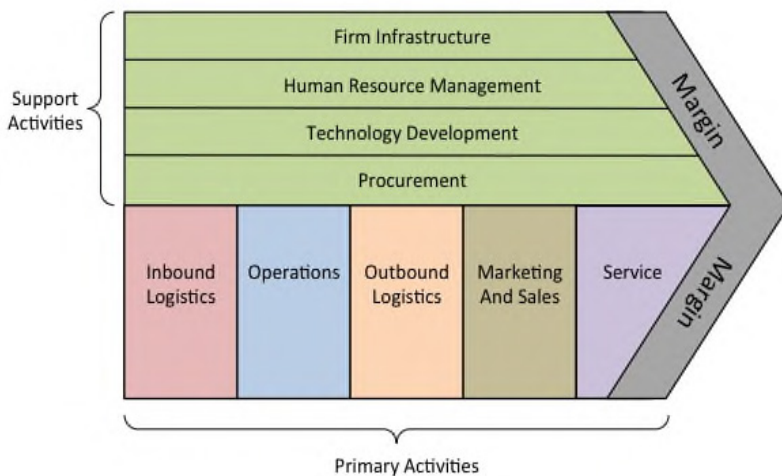 Firm Infrastructure
Human Resource Management
Support
Activities
Technology Development
Procurement
Margin
Inbound
Logistics
Operations
Outbound
Logistics
Marketing
And Sales
Service
Margin
Primary Activities